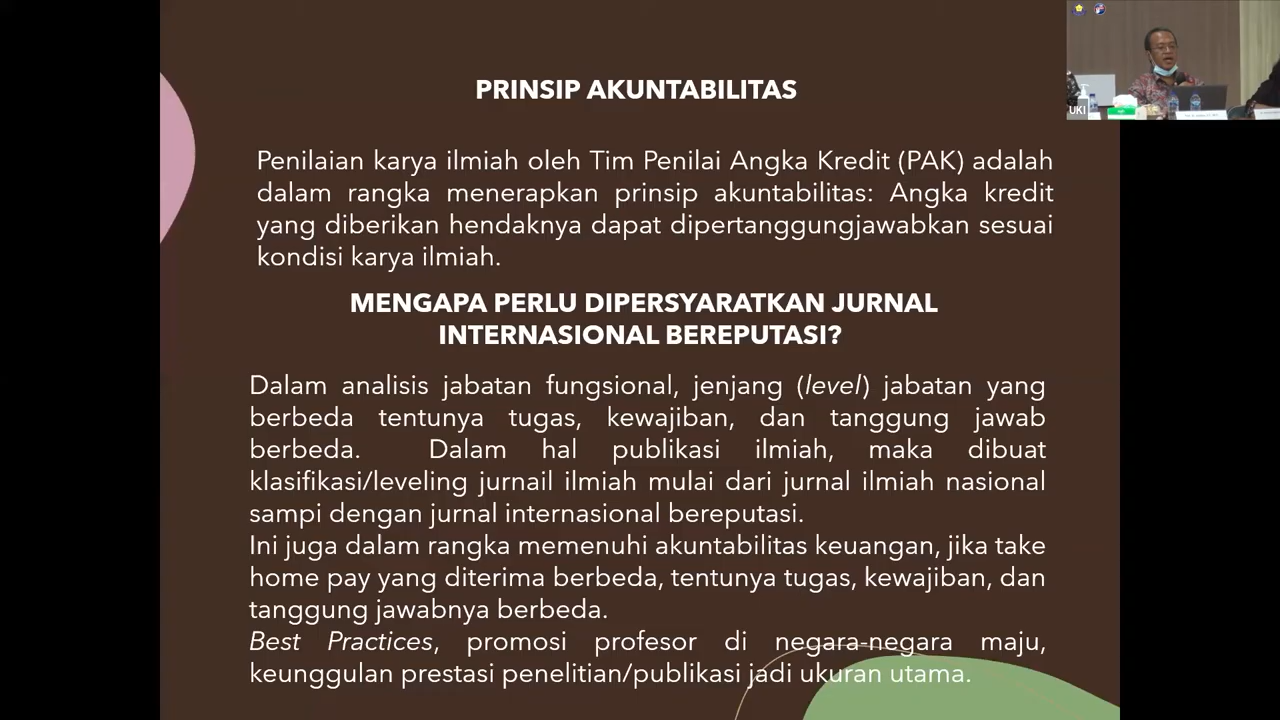 PRINSIP AKUNTABILITAS
Penilaian karya ilmiah oleh Tim Penilai Angka Kredit (PAK) adalah
dalam rangka menerapkan prinsip akuntabilitas: Angka kredit
yang diberikan hendaknya dapat dipertanggungjawabkan sesuai
kondisi karya ilmiah.
MENGAPA PERLU DIPERSYARATKAN JURNAL
INTERNASIONAL BEREPUTASI?
Dalam analisis jabatan fungsional, jenjang (level) jabatan yang
berbeda tentunya tugas, kewajiban, dan tanggung jawab
berbeda. Dalam hal publikasi ilmiah, maka dibuat
klasifikasi/leveling jurnail ilmiah mulai dari jurnal ilmiah nasional
sampi dengan jurnal internasional bereputasi.
Ini juga dalam rangka memenuhi akuntabilitas keuangan, jika take
home pay yang diterima berbeda, tentunya tugas, kewajiban, dan
tanggung jawabnya berbeda.
Best Practices, promosi profesor di negara-negara maju,
keunggulan prestasi penelitian/publikasi jadi ukuran utama.
UKI